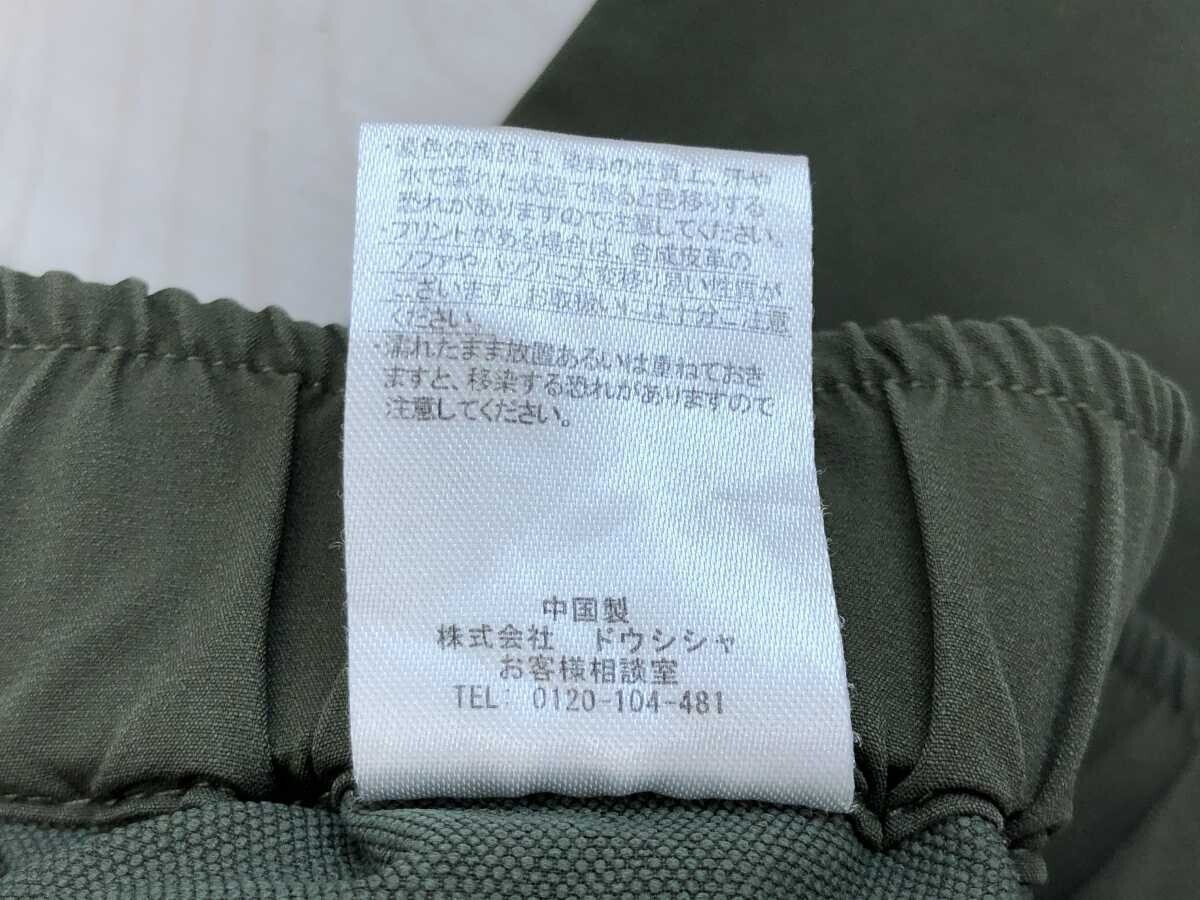 ・濃色の商品は、染料の性質上、汗や
水で濡れた状態で擦ると色移りする
恐れがありますので注意してください。
・プリントがある場合は、合成皮革の
ソファや バッグに大変移り易い性質が
ございます。お取扱いには十分ご注意
ください。
・濡れたまま放置あるいは重ねておき
ますと、移染する恐れがありますので
注意してください。
中国製
株式会社 ドウシシャ
お客様相談室
TEL: 0120-104-481